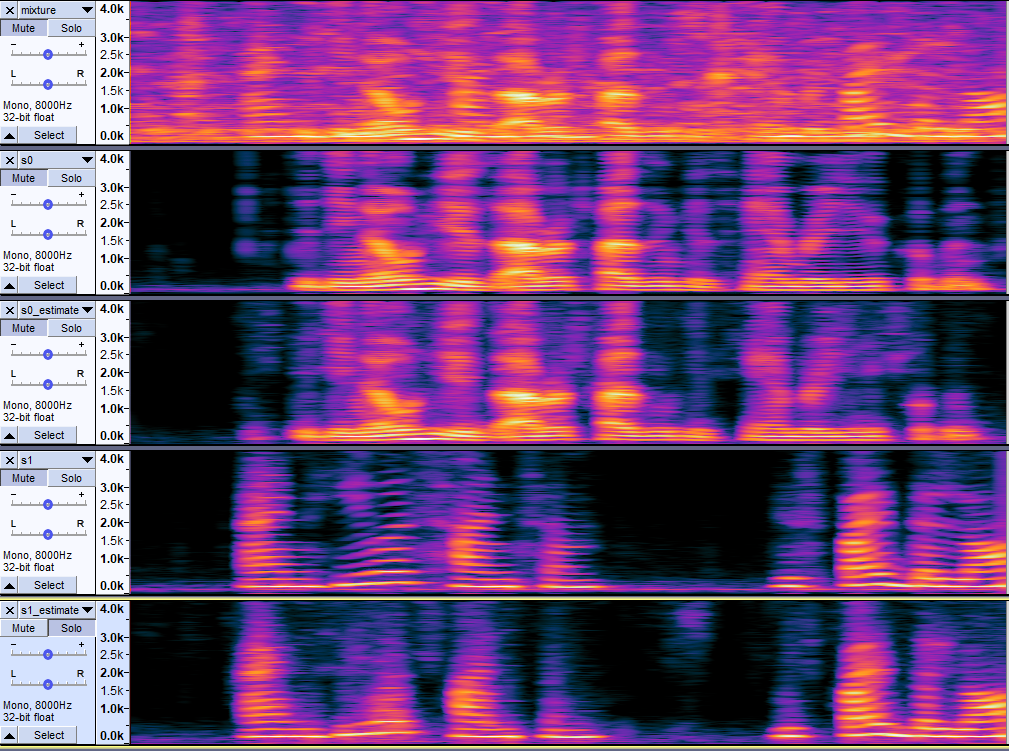 mixture
Mute Solo
- +
L R
Mono, 8000Hz
32-bit float
Select
4.0k
3.0k
2.5k
2.0k
1.5k
1.0k
0.0k
s0
Mute Solo
- +
L R
Mono, 8000Hz
32-bit float
Select
4.0k
3.0k
2.5k
2.0k
1.5k
1.0k
0.0k
s0_estimate
Mute Solo
- +
L R
Mono, 8000Hz
32-bit float
Select
4.0k
3.0k
2.5k
2.0k
1.5k
1.0k
0.0k
s1
Mute Solo
- +
L R
Mono, 8000Hz
32-bit float
Select
4.0k
3.0k
2.5k
2.0k
1.5k
1.0k
0.0k
s1_estimate
Mute Solo
- +
L R
Mono, 8000Hz
32-bit float
Select
4.0k
3.0k
2.5k
2.0k
1.5k
1.0k
0.0k